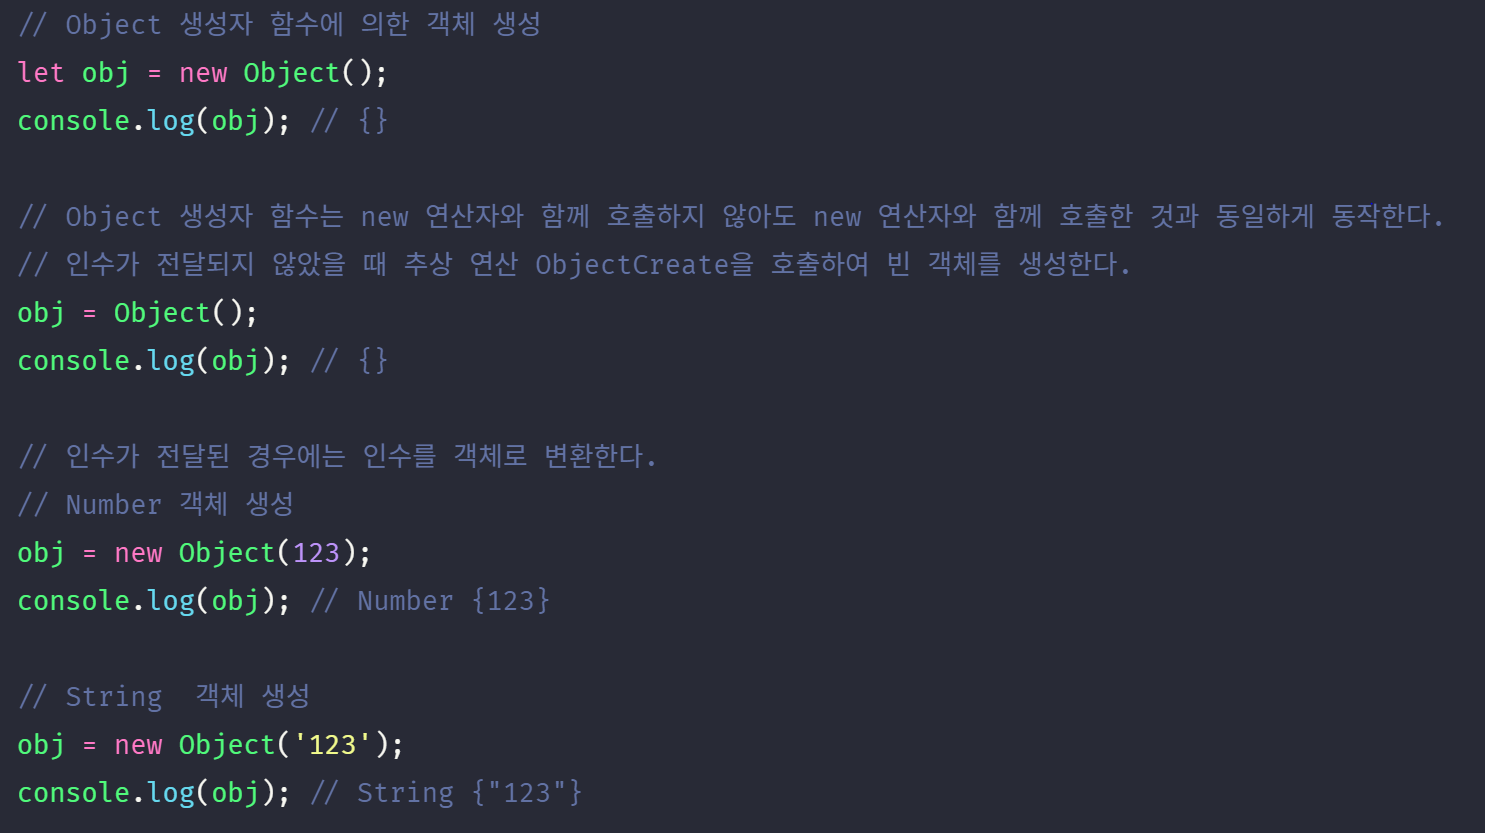 // Object 생성자 함수에 의한 객체 생성
let obj = new Object();
console.log(obj); // {}
// Object 생성자 함수는 new 연산자와 함께 호출하지 않아도 new 연산자와 함께 호출한 것과 동일하게 동작한다.
// 인수가 전달되지 않았을 때 추상 연산 ObjectCreate을 호출하여 빈 객체를 생성한다.
obj = Object();
console.log(obj); // {}
// 인수가 전달된 경우에는 인수를 객체로 변환한다.
// Number 객체 생성
obj = new Object(123);
console.log(obj); // Number {123}
// String  객체 생성
obj = new Object('123');
console.log(obj); // String {"123"}